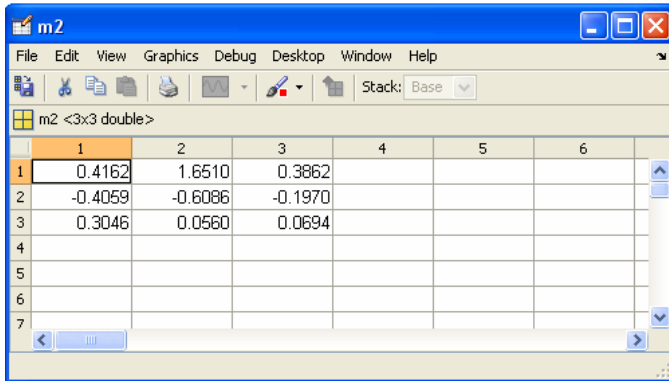 m2
File Edit View Graphics Debug Desktop Window Help
Stack: Base
m2 <3x3 double>
1 2 3 4 5 6
1 0.4162 1.6510 0.3862
2 -0.4059 -0.6086 -0.1970
3 0.3046 0.0560 0.0694
4
5
6
7